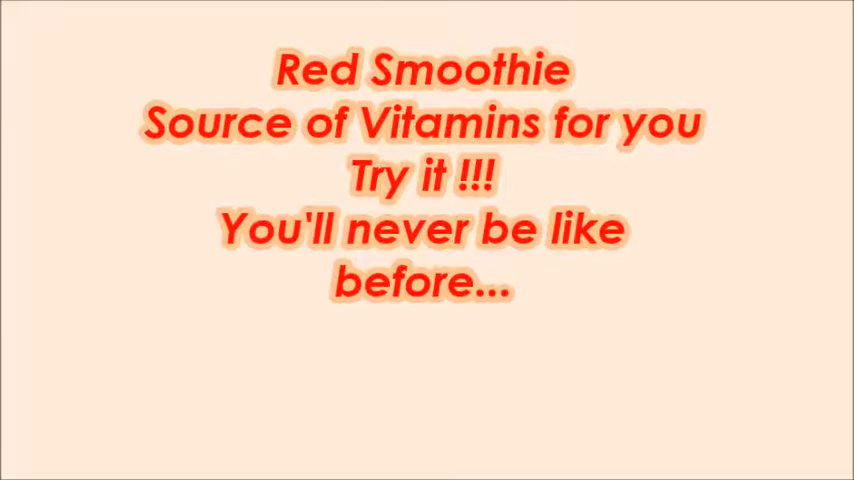 Red Smoothie
Source of Vitamins for you
Try it !!!
You'll never be like
before...